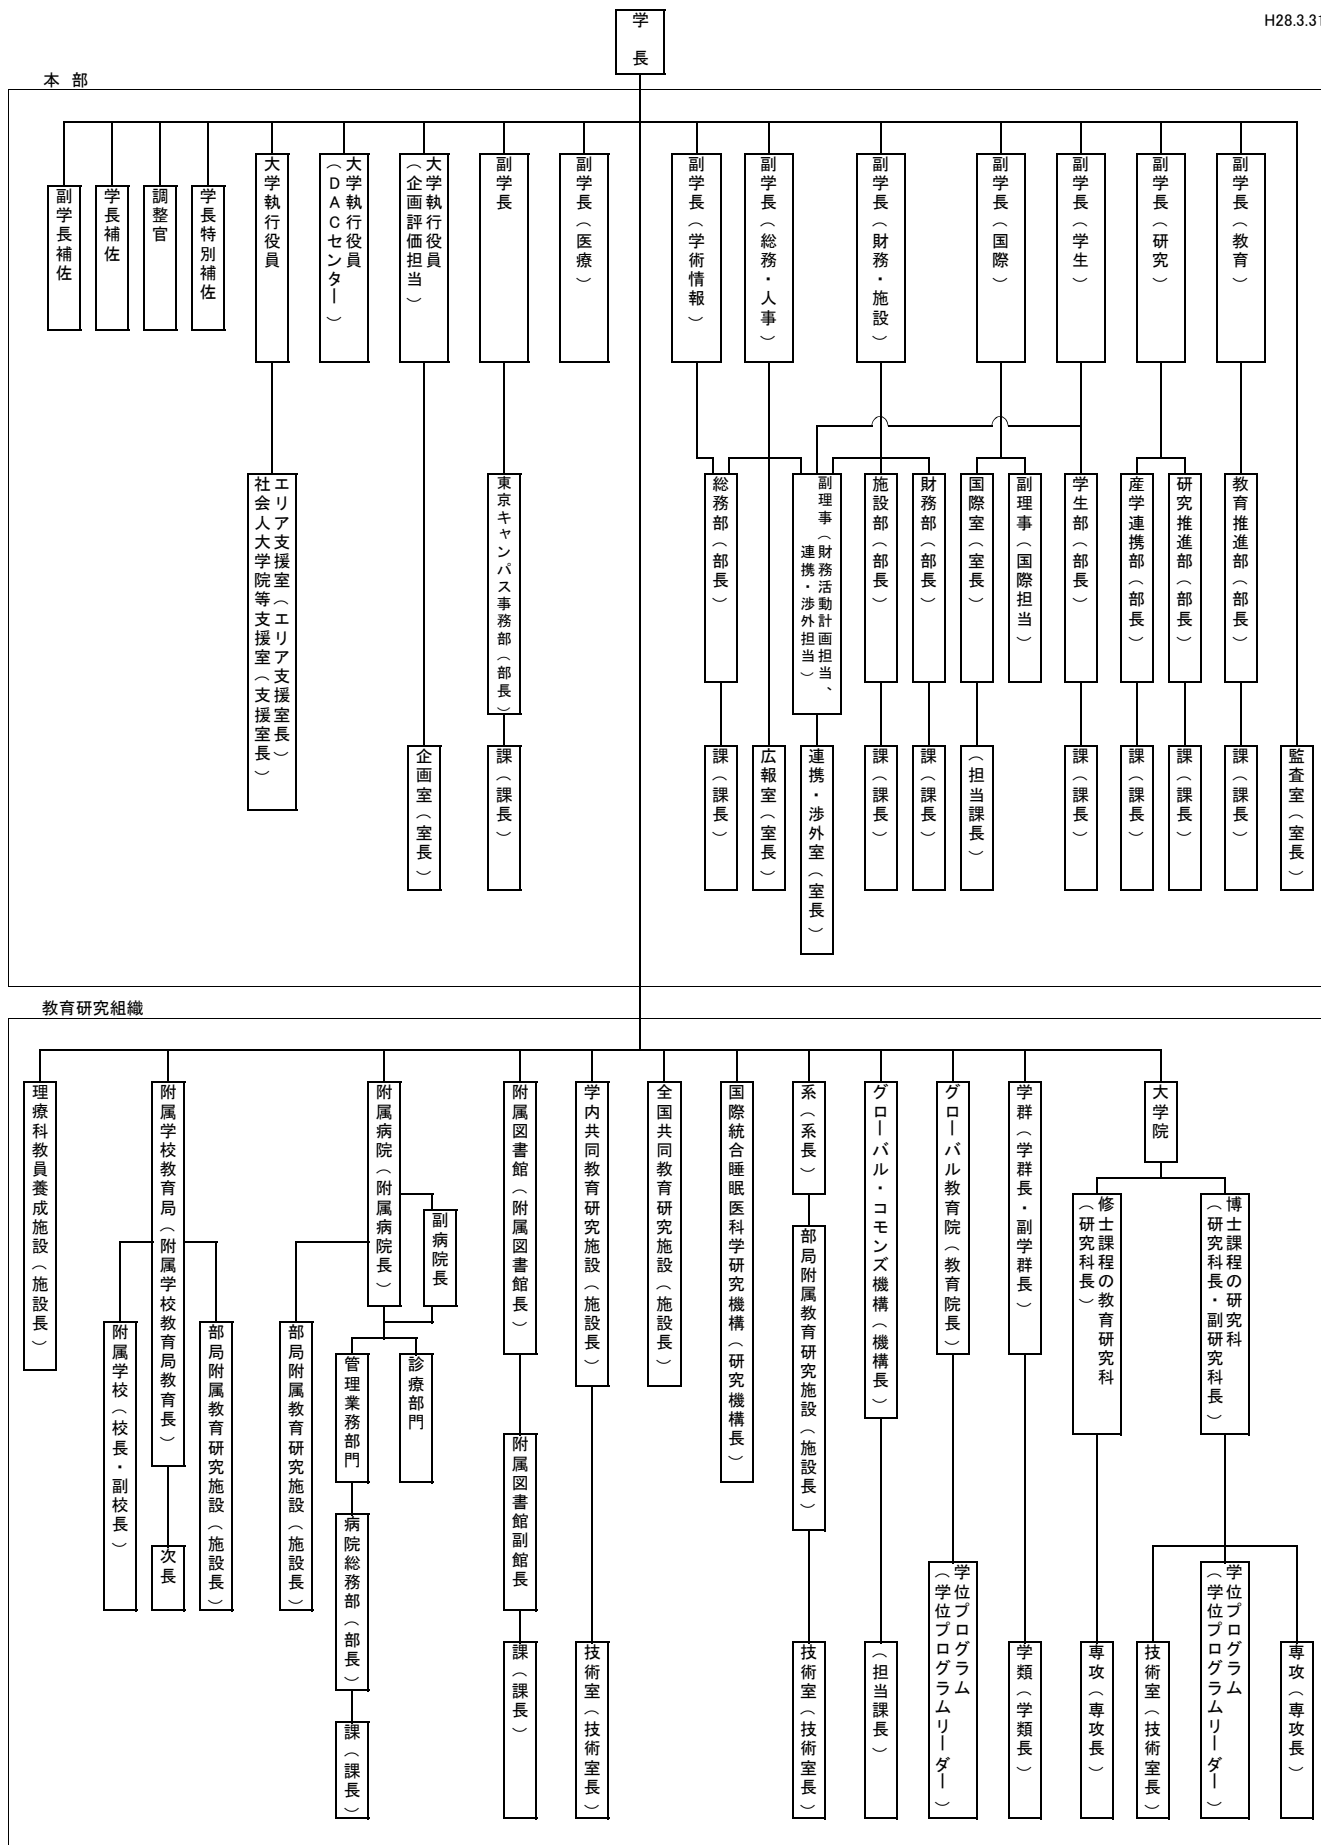 学長
H28.3.31
本部
副学長補佐
学長補佐
調整官
学長特別補佐
大学執行役員
大学執行役員
（ＤＡＣセンター）
大学執行役員
（企画評価担当）
副学長
副学長（医療）
副学長（学術情報）
副学長（総務・人事）
副学長（財務・施設）
副学長（国際）
副学長（学生）
副学長（研究）
副学長（教育）
エリア支援室（エリア支援室長）
社会人大学院等支援室（支援室長）
東京キャンパス事務部（部長）
総務部（部長）
副理事（財務活動計画担当、
連携・渉外担当）
施設部（部長）
財務部（部長）
国際室（室長）
副理事（国際担当）
学生部（部長）
産学連携部（部長）
研究推進部（部長）
教育推進部（部長）
企画室（室長）
課（課長）
課（課長）
広報室（室長）
連携・渉外室（室長）
課（課長）
課（課長）
（担当課長）
課（課長）
課（課長）
課（課長）
課（課長）
監査室（室長）
教育研究組織
理療科教員養成施設（施設長）
附属学校教育局（附属学校教育局教育長）
附属病院（附属病院長）
副病院長
附属図書館（附属図書館長）
学内共同教育研究施設（施設長）
全国共同教育研究施設（施設長）
国際統合睡眠医科学研究機構（研究機構長）
系（系長）
グローバル・コモンズ機構（機構長）
グローバル教育院（教育院長）
学群（学群長・副学群長）
大学院
修士課程の教育研究科
（研究科長）
博士課程の研究科
（研究科長・副研究科長）
部局附属教育研究施設（施設長）
附属学校（校長・副校長）
次長
部局附属教育研究施設（施設長）
部局附属教育研究施設（施設長）
管理業務部門
診療部門
附属図書館副館長
病院総務部（部長）
課（課長）
課（課長）
技術室（技術室長）
技術室（技術室長）
（担当課長）
学位プログラム
（学位プログラムリーダー）
学類（学類長）
専攻（専攻長）
技術室（技術室長）
学位プログラム
（学位プログラムリーダー）
専攻（専攻長）